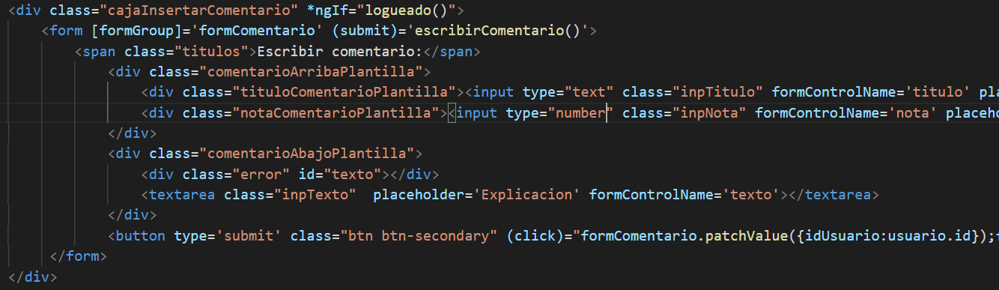 <div class="cajaInsertarComentario" *ngIf="logueado()">
<form [formGroup]='formComentario' (submit)='escribirComentario()'>
<span class="titulos">Escribir comentario:</span>
<div class="comentarioArribaPlantilla">
<div class="tituloComentarioPlantilla"><input type="text" class="inpTitulo" formControlName='titulo' pla
<div class="notaComentarioPlantilla"><input type="number" class="inpNota" formControlName='nota' placeho
</div>
<div class="comentarioAbajoPlantilla">
<div class="error" id="texto"></div>
<textarea class="inpTexto"  placeholder='Explicacion' formControlName='texto'></textarea>
</div>
<button type='submit' class="btn btn-secondary" (click)="formComentario.patchValue({idUsuario:usuario.id});
</form>
</div>